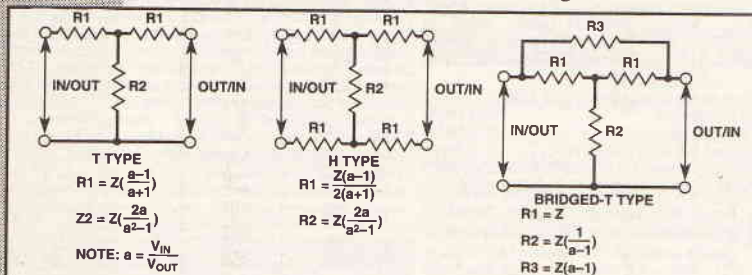 R1 R1
R2
IN/OUT OUT/IN
T TYPE
R1 = Z(a-1/a+1)
Z2 = Z(2a/a²-1)
NOTE: a = V_IN/V_OUT
R1 R1
R2
IN/OUT OUT/IN
R1 R1
H TYPE
R1 = Z(a-1)/2(a+1)
R2 = Z(2a/a²-1)
R3
R1 R1
R2
IN/OUT OUT/IN
BRIDGED-T TYPE
R1 = Z
R2 = Z(1/a-1)
R3 = Z(a-1)